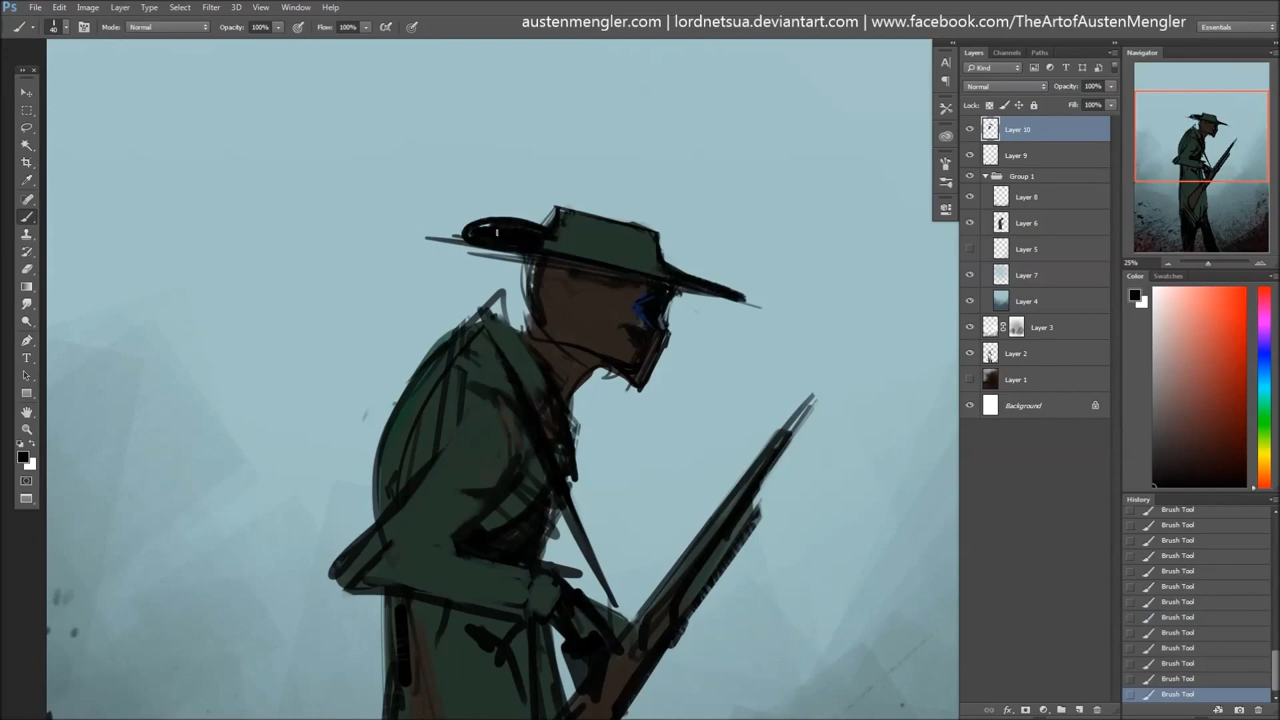 austenmengler.com | lordnetsua.deviantart.com | www.facebook.com/TheArtofAustenMengler
Ps File Edit Image Layer Type Select Filter 3D View Window Help
40 Mode: Normal Opacity: 100% Flow: 100% Essentials
Layers Channels Paths
Kind
Normal Opacity: 100%
Lock: Fill: 100%
Layer 10
Layer 9
Group 1
Layer 8
Layer 6
Layer 5
Layer 7
Layer 4
Layer 3
Layer 2
Layer 1
Background
Navigator
25%
Color Swatches
History
Brush Tool
Brush Tool
Brush Tool
Brush Tool
Brush Tool
Brush Tool
Brush Tool
Brush Tool
Brush Tool
Brush Tool
Brush Tool
Brush Tool
Brush Tool